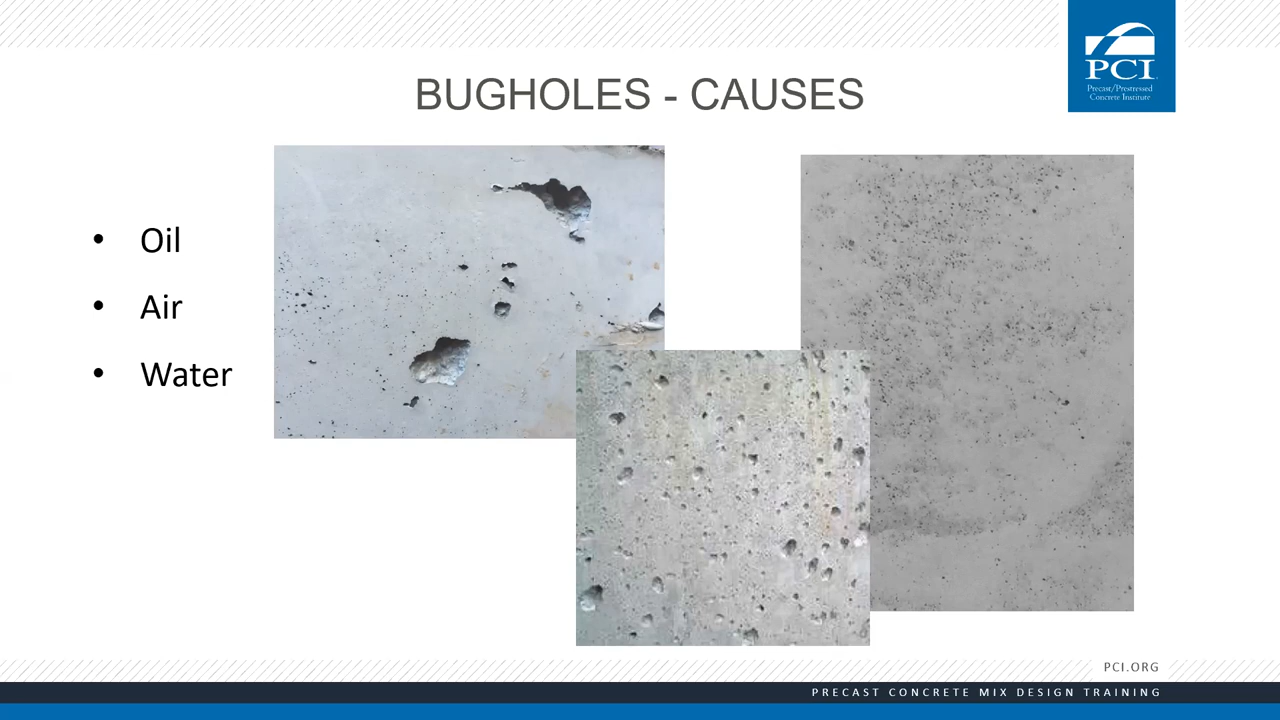 PCI
Precast/Prestressed
Concrete Institute
BUGHOLES - CAUSES
• Oil
• Air
• Water
PCI.ORG
PRECAST CONCRETE MIX DESIGN TRAINING